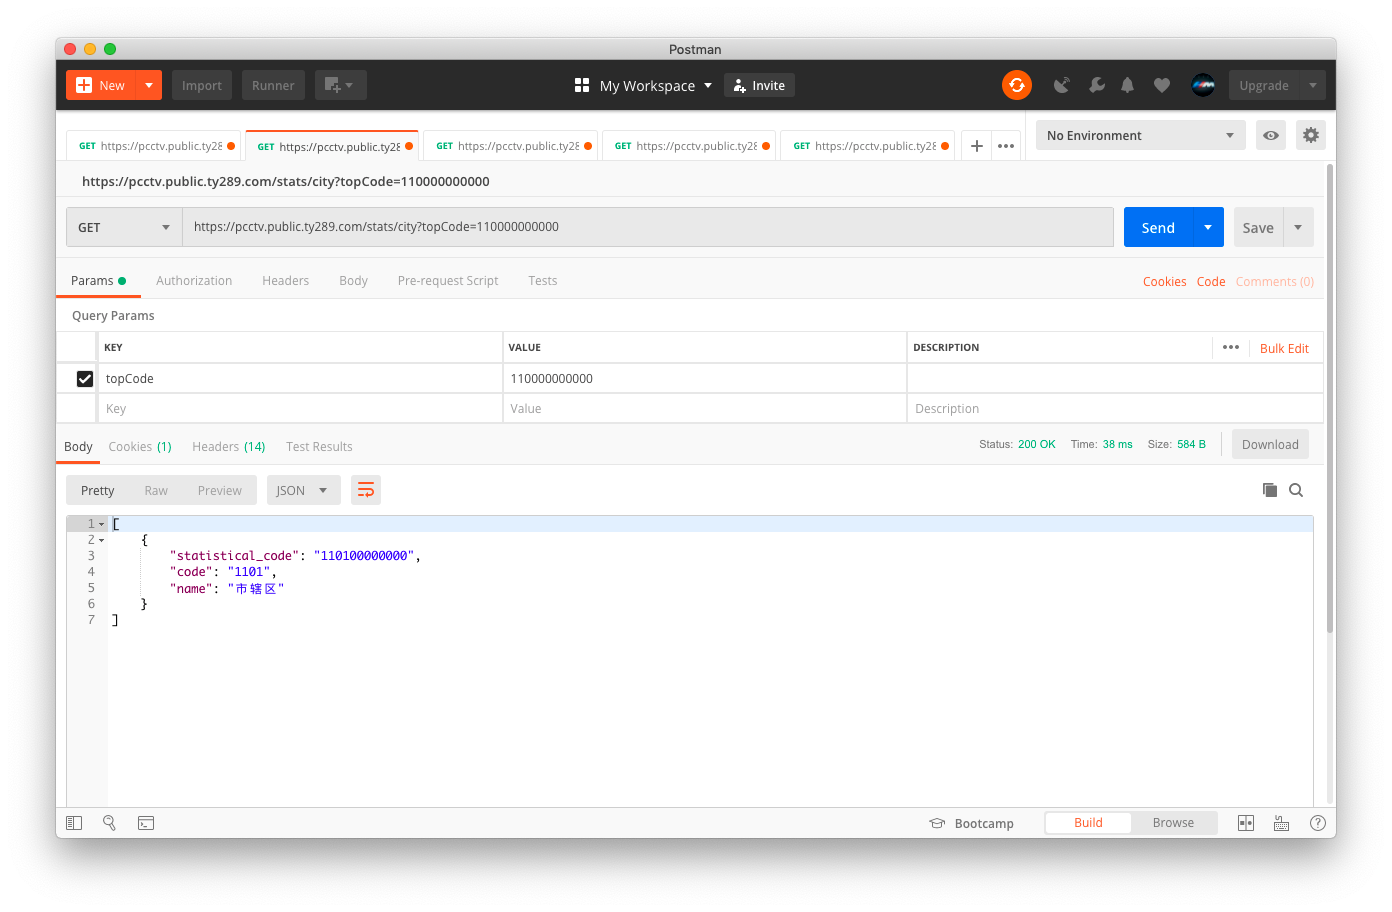 Postman
New Import Runner My Workspace Invite Upgrade
GET https://pcctv.public.ty28 GET https://pcctv.public.ty28 GET https://pcctv.public.ty28 GET https://pcctv.public.ty28 GET https://pcctv.public.ty28 + ••• No Environment
https://pcctv.public.ty289.com/stats/city?topCode=110000000000
GET https://pcctv.public.ty289.com/stats/city?topCode=110000000000 Send Save
Params Authorization Headers Body Pre-request Script Tests Cookies Code Comments (0)
Query Params
KEY VALUE DESCRIPTION ••• Bulk Edit
topCode 110000000000
Key Value Description
Body Cookies (1) Headers (14) Test Results Status: 200 OK Time: 38 ms Size: 584 B Download
Pretty Raw Preview JSON
1 [
2 {
3 "statistical_code": "110100000000",
4 "code": "1101",
5 "name": "市辖区"
6 }
7 ]
Bootcamp Build Browse ?